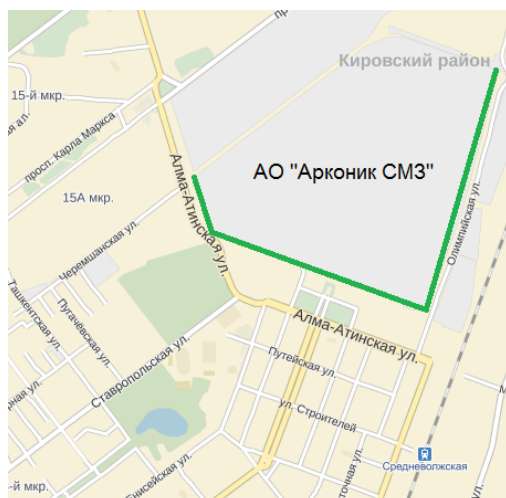 Кировский район
15-й мкр.
просп. Карла Маркса
АО "Арконик СМЗ"
15А мкр.
Алма-Атинская ул.
Олимпийская ул.
Черемшанская ул.
Ташкентская ул.
Пугачёвская ул.
Ставропольская ул.
Алма-Атинская ул.
Путейская ул.
ул. Строителей
Средневолжская